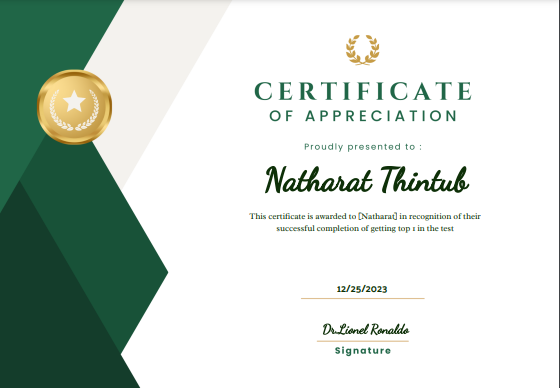 CERTIFICATE
OF APPRECIATION
Proudly presented to :
Natharat Thintub
This certificate is awarded to [Natharat] in recognition of their
successful completion of getting top 1 in the test
12/25/2023
Dr.Lionel Ronaldo
Signature